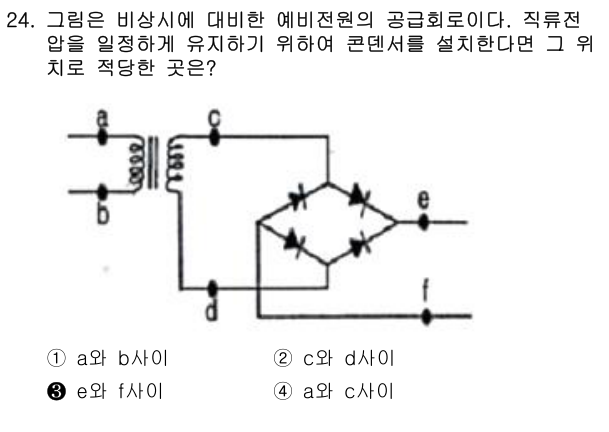 24. 그림은 비상시에 대비한 예비전원의 공급회로이다. 직류전
압을 일정하게 유지하기 위하여 콘덴서를 설치한다면 그 위
치로 적당한 곳은?
a c
b e
d f
① a와 b사이 ② c와 d사이
❸ e와 f사이 ④ a와 c사이